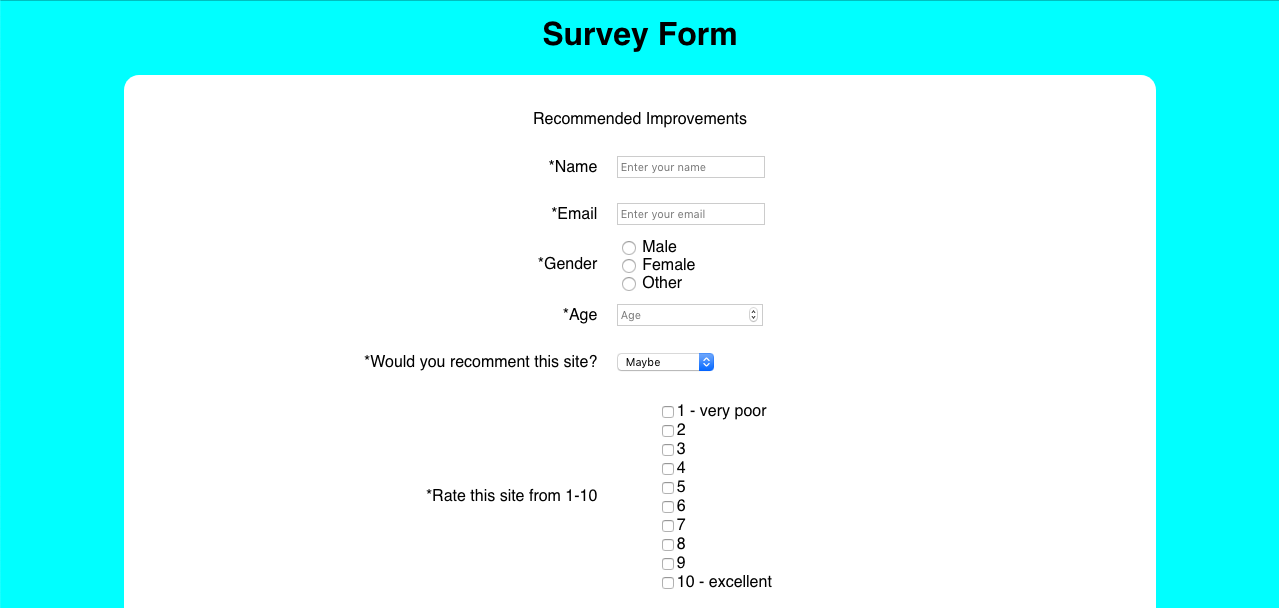 Survey Form
Recommended Improvements
*Name Enter your name
*Email Enter your email
*Gender
Male
Female
Other
*Age Age
*Would you recomment this site? Maybe
*Rate this site from 1-10
1 - very poor
2
3
4
5
6
7
8
9
10 - excellent